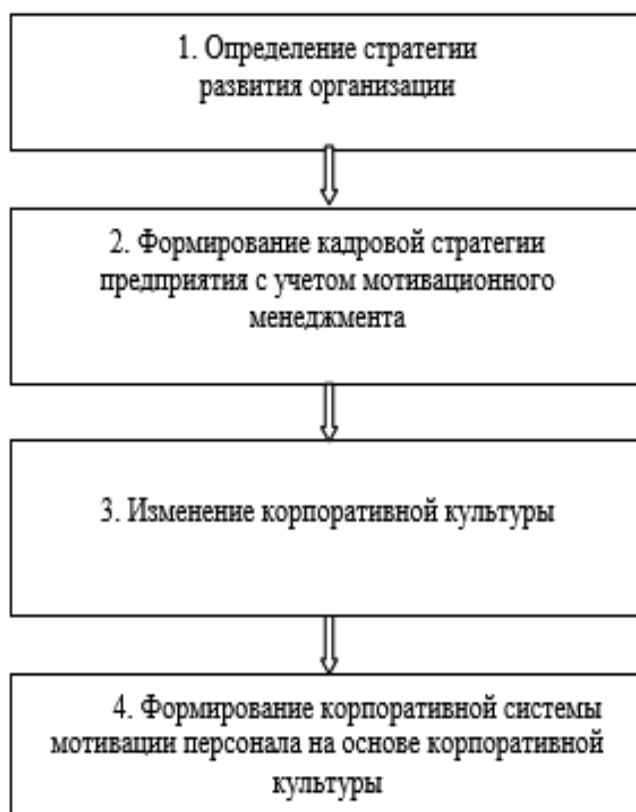 1. Определение стратегии
развития организации
2. Формирование кадровой стратегии
предприятия с учетом мотивационного
менеджмента
3. Изменение корпоративной культуры
4. Формирование корпоративной системы
мотивации персонала на основе корпоративной
культуры